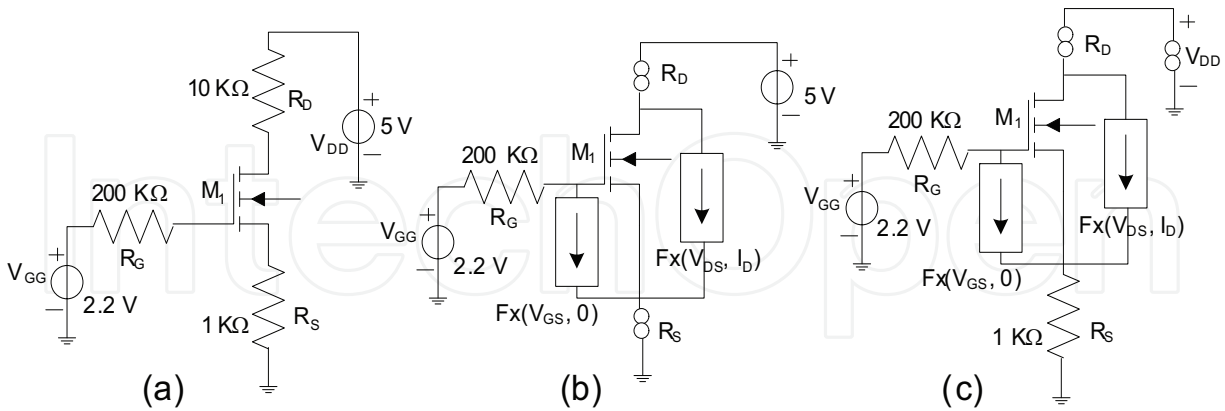 10 KΩ
R_D
+
5 V
V_DD
−
200 KΩ
M_1
R_G
+
V_GG
−
2.2 V
1 KΩ
R_S
(a)
R_D
+
5 V
−
200 KΩ
M_1
R_G
+
V_GG
−
2.2 V
Fx(V_DS, I_D)
Fx(V_GS, 0)
R_S
(b)
R_D
+
V_DD
−
200 KΩ
M_1
R_G
+
V_GG
−
2.2 V
Fx(V_DS, I_D)
Fx(V_GS, 0)
1 KΩ
R_S
(c)
IntechOpen